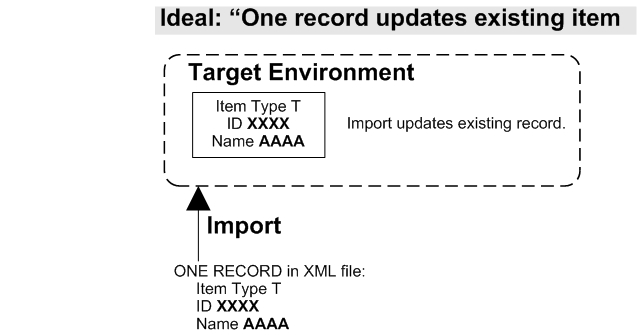 Ideal: “One record updates existing item
Target Environment
Item Type T
ID XXXX
Name AAAA
Import updates existing record.
Import
ONE RECORD in XML file:
Item Type T
ID XXXX
Name AAAA